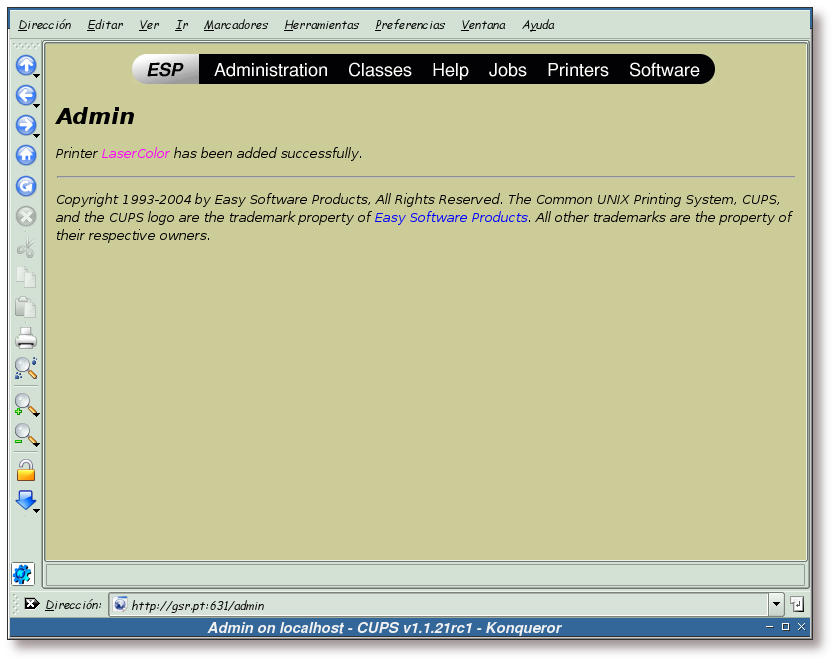 Dirección Editar Ver Ir Marcadores Herramientas Preferencias Ventana Ayuda
ESP Administration Classes Help Jobs Printers Software
Admin
Printer LaserColor has been added successfully.
Copyright 1993-2004 by Easy Software Products, All Rights Reserved. The Common UNIX Printing System, CUPS,
and the CUPS logo are the trademark property of Easy Software Products. All other trademarks are the property of
their respective owners.
Dirección: http://gsr.pt:631/admin
Admin on localhost - CUPS v1.1.21rc1 - Konqueror